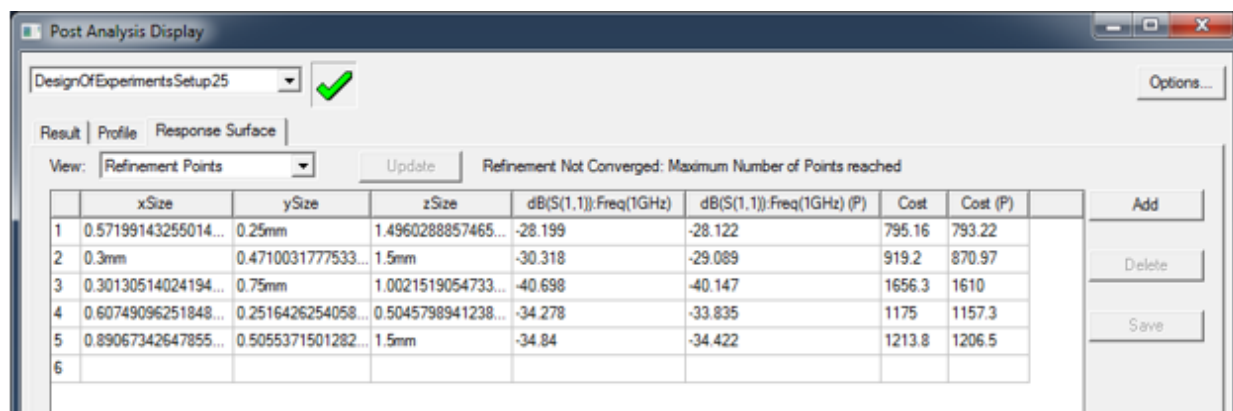 Post Analysis Display
DesignOfExperimentsSetup25
Options...
Result Profile Response Surface
View: Refinement Points Update Refinement Not Converged: Maximum Number of Points reached
xSize ySize zSize dB(S(1,1)):Freq(1GHz) dB(S(1,1)):Freq(1GHz) (P) Cost Cost (P) Add
1 0.57199143255014... 0.25mm 1.4960288857465... -28.199 -28.122 795.16 793.22
2 0.3mm 0.4710031777533... 1.5mm -30.318 -29.089 919.2 870.97 Delete
3 0.30130514024194... 0.75mm 1.0021519054733... -40.698 -40.147 1656.3 1610
4 0.60749096251848... 0.2516426254058... 0.5045798941238... -34.278 -33.835 1175 1157.3 Save
5 0.89067342647855... 0.5055371501282... 1.5mm -34.84 -34.422 1213.8 1206.5
6